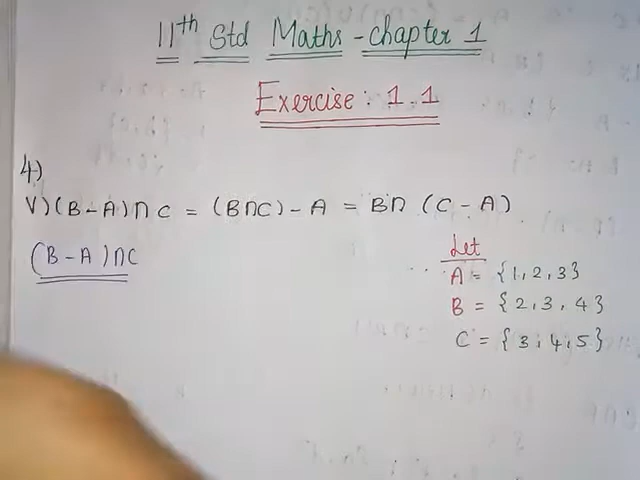 11th Std Maths - chapter 1
Exercise : 1.1
4)
V) (B - A) ∩ C = (B∩C) - A = B∩ (C - A)
(B - A) ∩C
Let
A = {1, 2, 3}
B = {2, 3, 4}
C = {3, 4, 5}